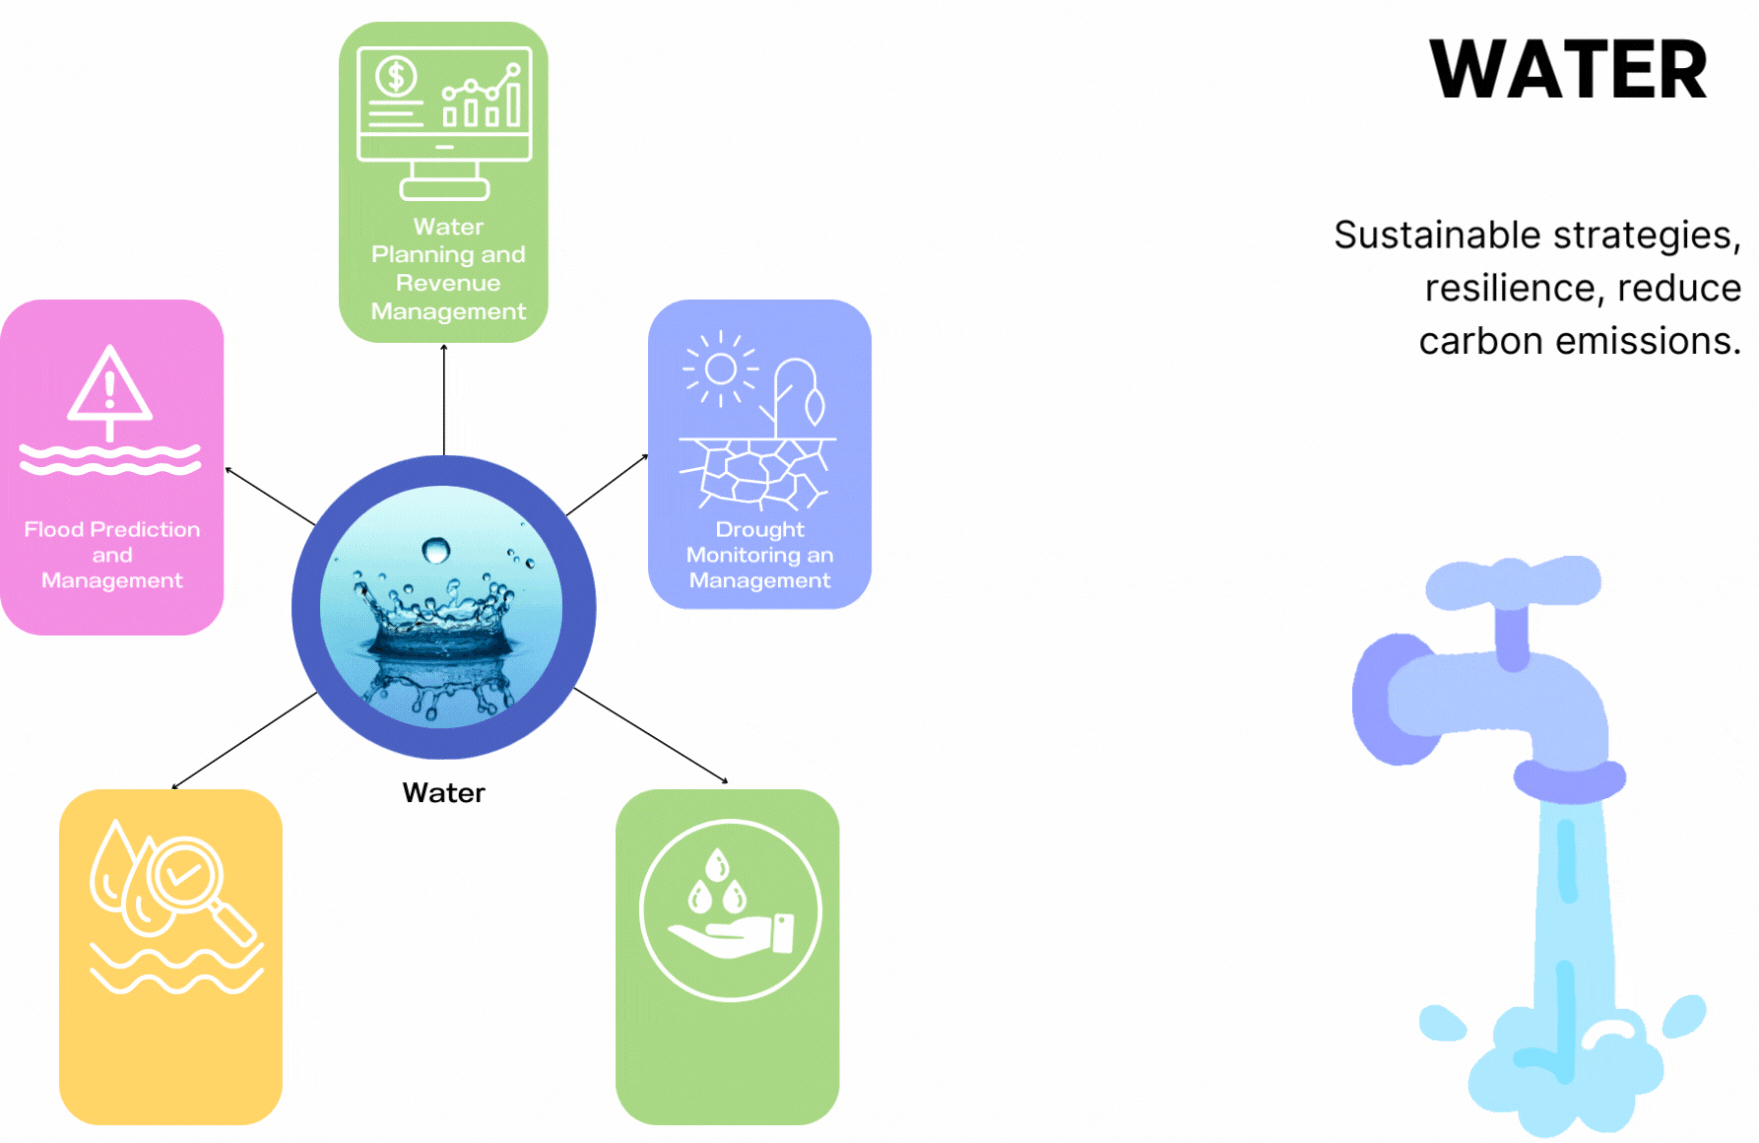 WATER
Sustainable strategies,
resilience, reduce
carbon emissions.
$
Water
Planning and
Revenue
Management
Flood Prediction
and
Management
Drought
Monitoring an
Management
Water